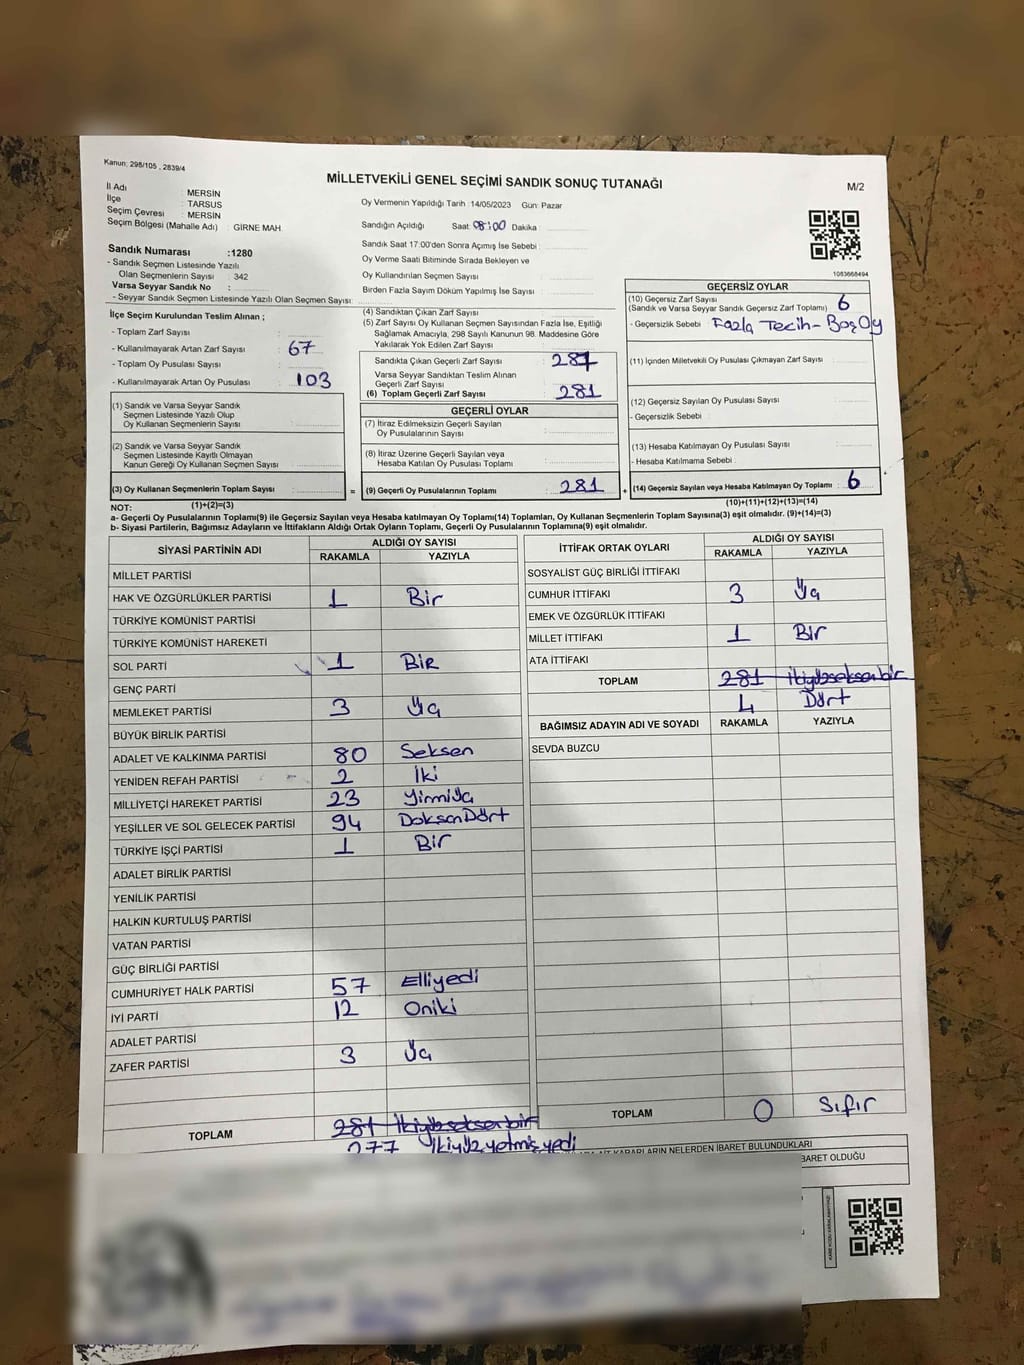 Kanun: 298/105 , 2839/4
MİLLETVEKİLİ GENEL SEÇİMİ SANDIK SONUÇ TUTANAĞI
M/2
İl Adı : MERSİN
İlçe : TARSUS
Seçim Çevresi : MERSİN
Seçim Bölgesi (Mahalle Adı) : GİRNE MAH.
Oy Vermenin Yapıldığı Tarih :14/05/2023 Gün: Pazar
Sandığın Açıldığı Saat: 08:00 Dakika :
Sandık Saat 17:00'den Sonra Açımış İse Sebebi :
Oy Verme Saati Bitiminde Sırada Bekleyen ve
Oy Kullandırılan Seçmen Sayısı :
Birden Fazla Sayım Döküm Yapılmış İse Sayısı :
Sandık Numarası :1280
- Sandık Seçmen Listesinde Yazılı
Olan Seçmenlerin Sayısı : 342
Varsa Seyyar Sandık No :
- Seyyar Sandık Seçmen Listesinde Yazılı Olan Seçmen Sayısı:
1083668494
İlçe Seçim Kurulundan Teslim Alınan ;
- Toplam Zarf Sayısı :
- Kullanılmayarak Artan Zarf Sayısı : 67
- Toplam Oy Pusulası Sayısı :
- Kullanılmayarak Artan Oy Pusulası : 103
(1) Sandık ve Varsa Seyyar Sandık
Seçmen Listesinde Yazılı Olup
Oy Kullanan Seçmenlerin Sayısı :
(2) Sandık ve Varsa Seyyar Sandık
Seçmen Listesinde Kayıtlı Olmayan
Kanun Gereği Oy Kullanan Seçmen Sayısı :
(3) Oy Kullanan Seçmenlerin Toplam Sayısı :
(1)+(2)=(3)
(4) Sandıktan Çıkan Zarf Sayısı :
(5) Zarf Sayısı Oy Kullanan Seçmen Sayısından Fazla İse, Eşitliği
Sağlamak Amacıyla, 298 Sayılı Kanunun 98. Maddesine Göre
Yakılarak Yok Edilen Zarf Sayısı :
Sandıkta Çıkan Geçerli Zarf Sayısı : 281
Varsa Seyyar Sandıktan Teslim Alınan
Geçerli Zarf Sayısı :
(6) Toplam Geçerli Zarf Sayısı : 281
GEÇERLİ OYLAR
(7) İtiraz Edilmeksizin Geçerli Sayılan
Oy Pusulalarının Sayısı :
(8) İtiraz Üzerine Geçerli Sayılan veya
Hesaba Katılan Oy Pusulası Toplamı :
= (9) Geçerli Oy Pusulalarının Toplamı : 281 +
GEÇERSİZ OYLAR
(10) Geçersiz Zarf Sayısı
(Sandık ve Varsa Seyyar Sandık Geçersiz Zarf Toplamı) : 6
- Geçersizlik Sebebi : Fazla Tecih-Boş Oy
(11) İçinden Milletvekili Oy Pusulası Çıkmayan Zarf Sayısı :
(12) Geçersiz Sayılan Oy Pusulası Sayısı :
- Geçersizlik Sebebi :
(13) Hesaba Katılmayan Oy Pusulası Sayısı :
- Hesaba Katılmama Sebebi :
(14) Geçersiz Sayılan veya Hesaba Katılmayan Oy Toplamı : 6
(10)+(11)+(12)+(13)=(14)
NOT:
a- Geçerli Oy Pusulalarının Toplamı(9) ile Geçersiz Sayılan veya Hesaba katılmayan Oy Toplamı(14) Toplamları, Oy Kullanan Seçmenlerin Toplam Sayısına(3) eşit olmalıdır. (9)+(14)=(3)
b- Siyasi Partilerin, Bağımsız Adayların ve İttifakların Aldığı Ortak Oyların Toplamı, Geçerli Oy Pusulalarının Toplamına(9) eşit olmalıdır.
SİYASİ PARTİNİN ADI ALDIĞI OY SAYISI
RAKAMLA YAZIYLA
MİLLET PARTİSİ
HAK VE ÖZGÜRLÜKLER PARTİSİ 1 Bir
TÜRKİYE KOMÜNİST PARTİSİ
TÜRKİYE KOMÜNİST HAREKETİ
SOL PARTİ 1 Bir
GENÇ PARTİ
MEMLEKET PARTİSİ 3 Üç
BÜYÜK BİRLİK PARTİSİ
ADALET VE KALKINMA PARTİSİ 80 Seksen
YENİDEN REFAH PARTİSİ 2 İki
MİLLİYETÇİ HAREKET PARTİSİ 23 Yirmiüç
YEŞİLLER VE SOL GELECEK PARTİSİ 94 DoksanDört
TÜRKİYE İŞÇİ PARTİSİ 1 Bir
ADALET BİRLİK PARTİSİ
YENİLİK PARTİSİ
HALKIN KURTULUŞ PARTİSİ
VATAN PARTİSİ
GÜÇ BİRLİĞİ PARTİSİ
CUMHURİYET HALK PARTİSİ 57 Elliyedi
İYİ PARTİ 12 Oniki
ADALET PARTİSİ
ZAFER PARTİSİ 3 Üç
TOPLAM 281 İkiyüzseksenbir
277 İkiyüzyetmişyedi
İTTİFAK ORTAK OYLARI ALDIĞI OY SAYISI
RAKAMLA YAZIYLA
SOSYALİST GÜÇ BİRLİĞİ İTTİFAKI
CUMHUR İTTİFAKI 3 Üç
EMEK VE ÖZGÜRLÜK İTTİFAKI
MİLLET İTTİFAKI 1 Bir
ATA İTTİFAKI
TOPLAM 281 İkiyüzseksenbir
4 Dört
BAĞIMSIZ ADAYIN ADI VE SOYADI RAKAMLA YAZIYLA
SEVDA BUZCU
TOPLAM 0 Sıfır
KARARLARIN NELERDEN İBARET BULUNDUKLARI
BARET OLDUĞU